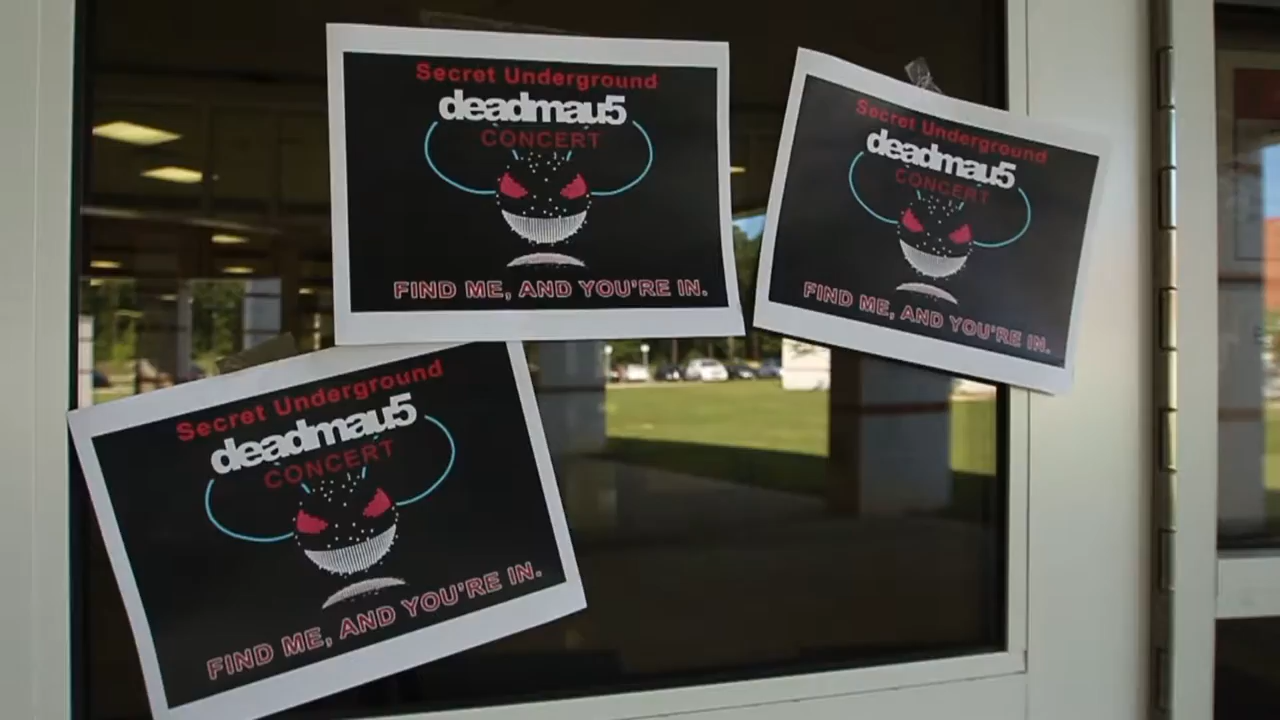 Secret Underground
deadmau5
CONCERT
FIND ME, AND YOU'RE IN.
Secret Underground
deadmau5
CONCERT
FIND ME, AND YOU'RE IN.
Secret Underground
deadmau5
CONCERT
FIND ME, AND YOU'RE IN.